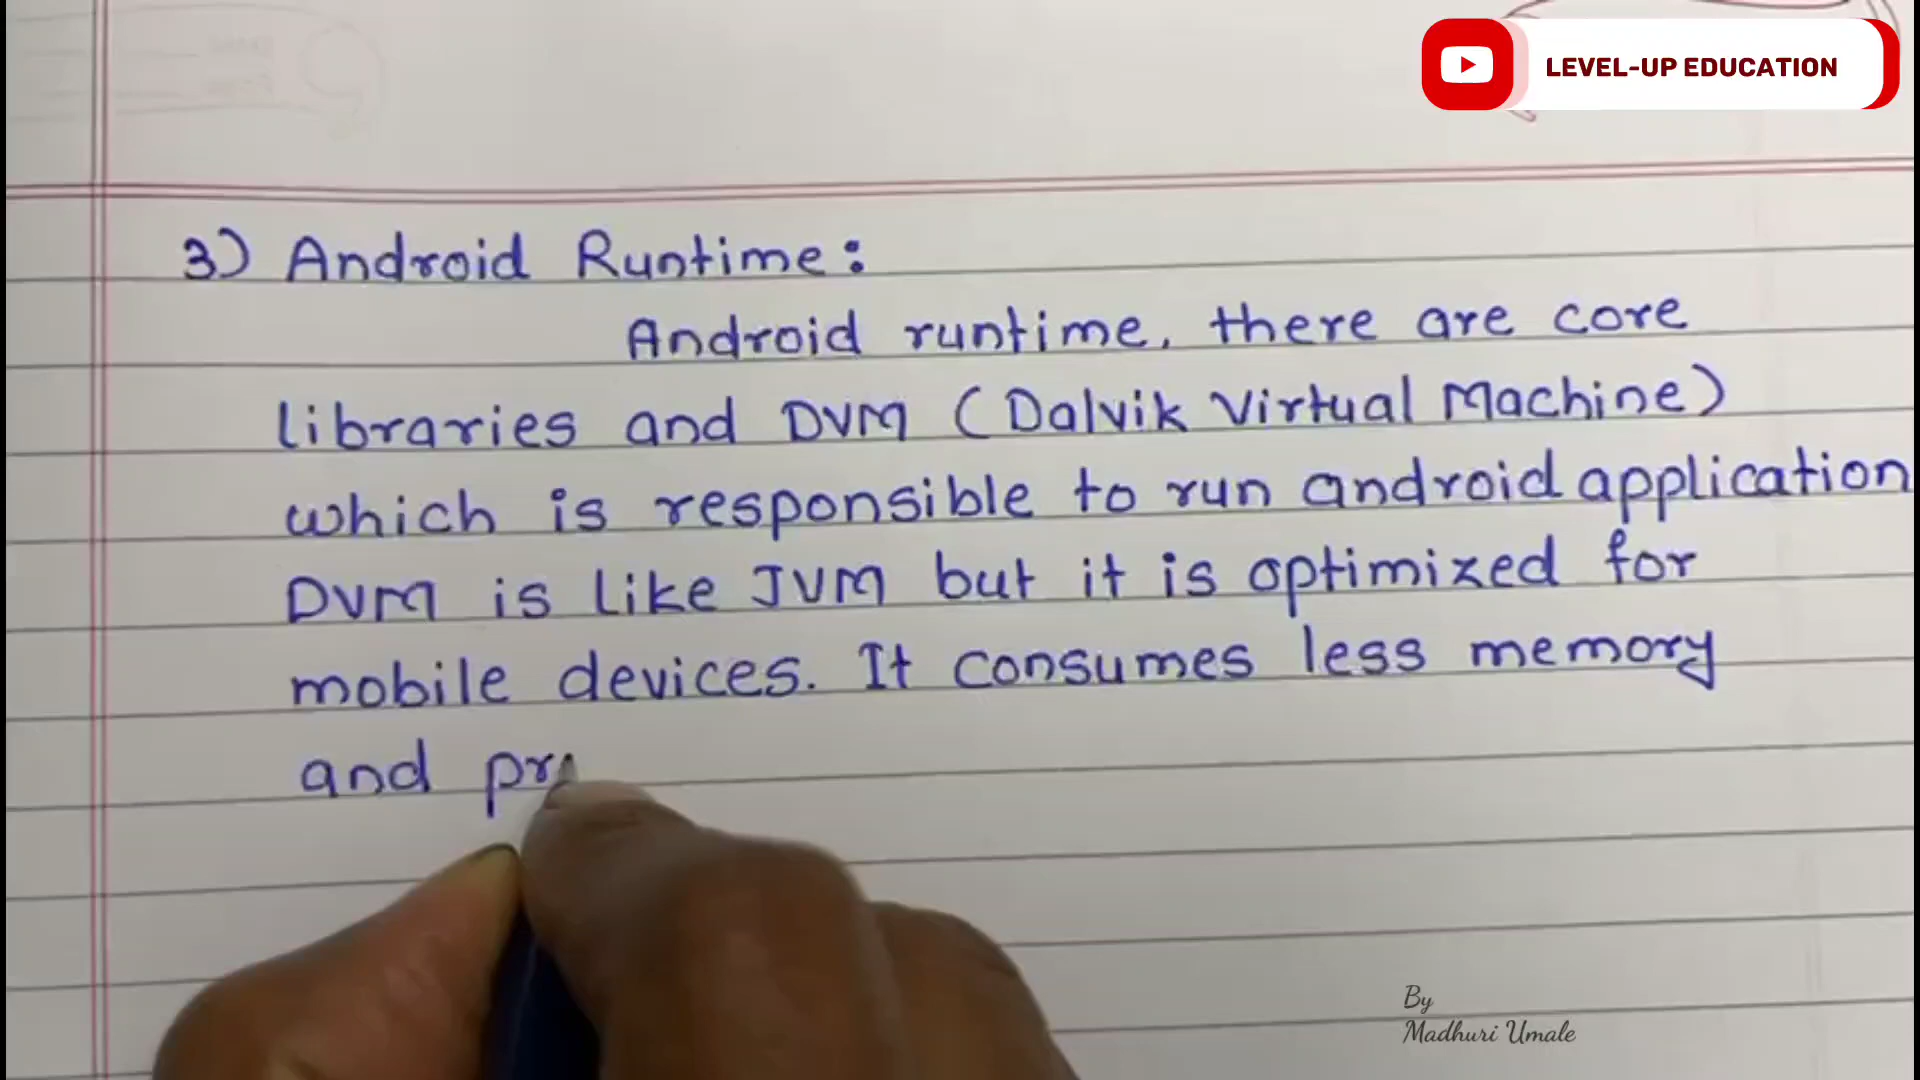 LEVEL-UP EDUCATION
3) Android Runtime:
Android runtime, there are core
libraries and DVM (Dalvik Virtual Machine)
which is responsible to run android application
DVM is like JVM but it is optimized for
mobile devices. It consumes less memory
and pr
By
Madhuri Umale